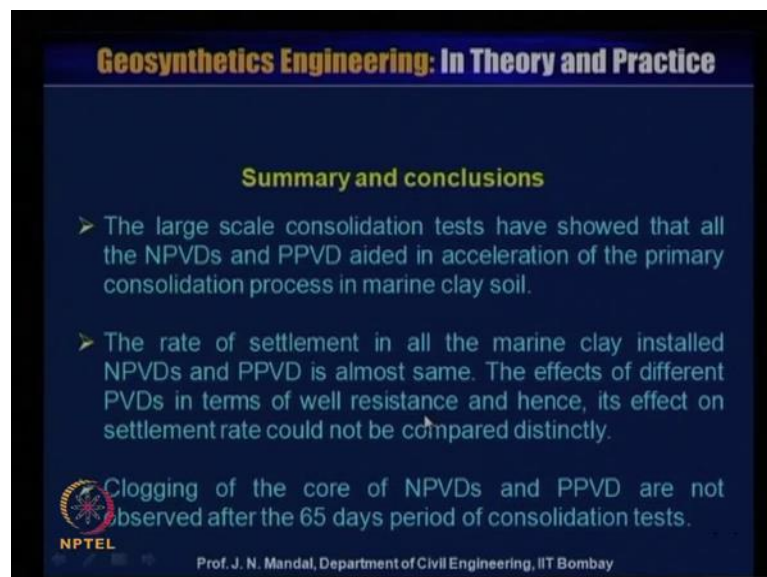 Geosynthetics Engineering: In Theory and Practice
Summary and conclusions
➢ The large scale consolidation tests have showed that all
the NPVDs and PPVD aided in acceleration of the primary
consolidation process in marine clay soil.
➢ The rate of settlement in all the marine clay installed
NPVDs and PPVD is almost same. The effects of different
PVDs in terms of well resistance and hence, its effect on
settlement rate could not be compared distinctly.
Clogging of the core of NPVDs and PPVD are not
observed after the 65 days period of consolidation tests.
NPTEL
Prof. J. N. Mandal, Department of Civil Engineering, IIT Bombay